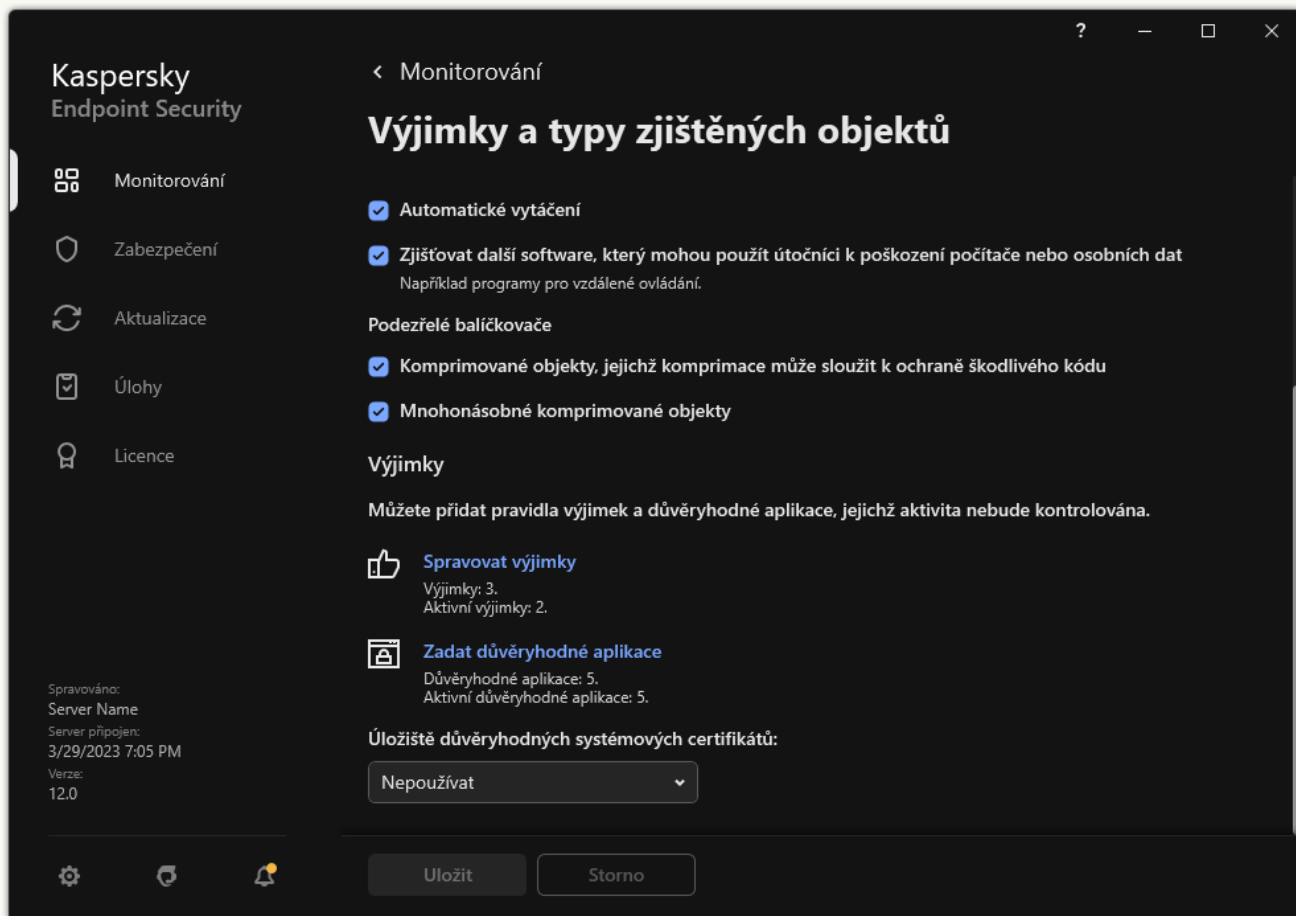 ?
Kaspersky
Endpoint Security
Monitorování
Zabezpečení
Aktualizace
Úlohy
Licence
Spravováno:
Server Name
Server připojen:
3/29/2023 7:05 PM
Verze:
12.0
Monitorování
Výjimky a typy zjištěných objektů
Automatické vytáčení
Zjišťovat další software, který mohou použít útočníci k poškození počítače nebo osobních dat
Například programy pro vzdálené ovládání.
Podezřelé balíčkovače
Komprimované objekty, jejichž komprimace může sloužit k ochraně škodlivého kódu
Mnohonásobné komprimované objekty
Výjimky
Můžete přidat pravidla výjimek a důvěryhodné aplikace, jejichž aktivita nebude kontrolována.
Spravovat výjimky
Výjimky: 3.
Aktivní výjimky: 2.
Zadat důvěryhodné aplikace
Důvěryhodné aplikace: 5.
Aktivní důvěryhodné aplikace: 5.
Úložiště důvěryhodných systémových certifikátů:
Nepoužívat
Uložit
Storno